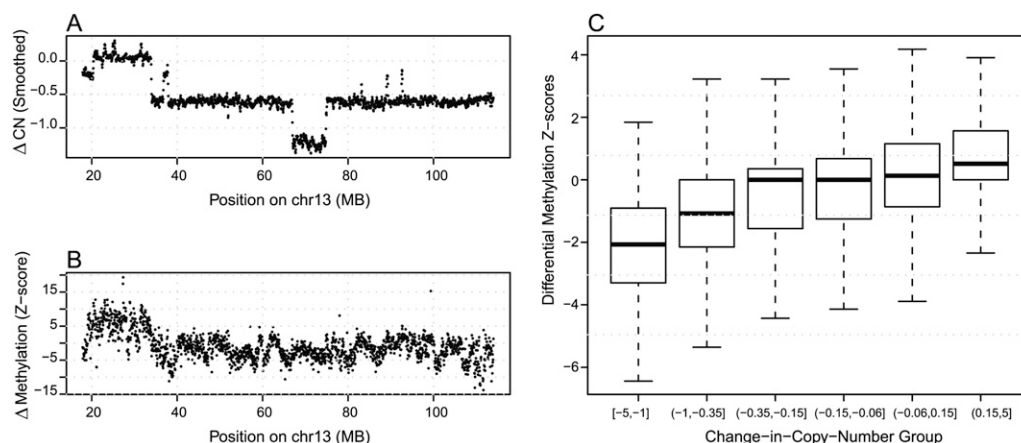 A
Δ CN (Smoothed)
0.0
−0.5
−1.0
20 40 60 80 100
Position on chr13 (MB)
B
Δ Methylation (Z−score)
15
5
−5
−15
20 40 60 80 100
Position on chr13 (MB)
C
Differential Methylation Z−scores
4
2
0
−2
−4
−6
[−5,−1] (−1,−0.35] (−0.35,−0.15] (−0.15,−0.06] (−0.06,0.15] (0.15,5]
Change−in−Copy−Number Group